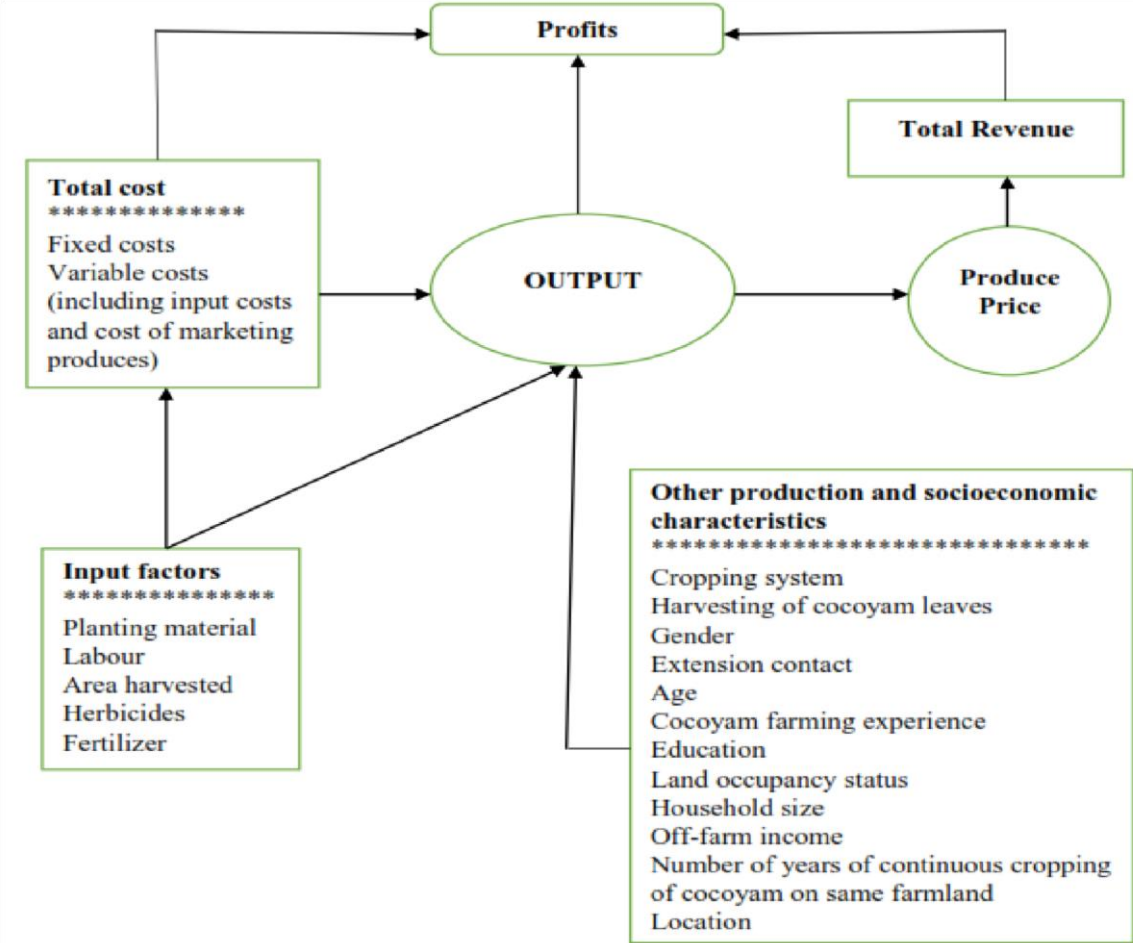 Profits
Total Revenue
Total cost
**************
Fixed costs
Variable costs
(including input costs
and cost of marketing
produces)
OUTPUT
Produce
Price
Input factors
***************
Planting material
Labour
Area harvested
Herbicides
Fertilizer
Other production and socioeconomic
characteristics
*******************************
Cropping system
Harvesting of cocoyam leaves
Gender
Extension contact
Age
Cocoyam farming experience
Education
Land occupancy status
Household size
Off-farm income
Number of years of continuous cropping
of cocoyam on same farmland
Location